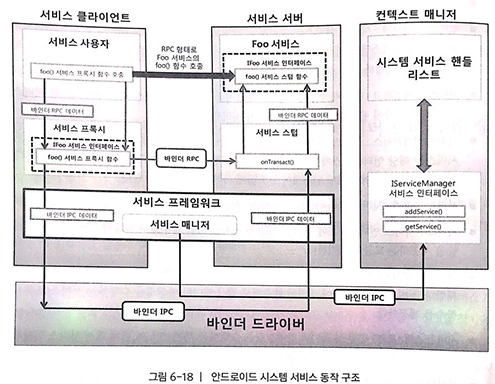 서비스 클라이언트
서비스 서버
컨텍스트 매니저
서비스 사용자
foo() 서비스 프록시 함수 호출
RPC 형태로
Foo 서비스의
foo() 함수 호출
Foo 서비스
IFoo 서비스 인터페이스
foo() 서비스 스텁 함수
시스템 서비스 핸들
리스트
바인더 RPC 데이터
바인더 RPC 데이터
서비스 프록시
IFoo 서비스 인터페이스
foo() 서비스 프록시 함수
바인더 RPC
서비스 스텁
onTransact()
IServiceManager
서비스 인터페이스
addService()
getService()
서비스 프레임워크
바인더 IPC 데이터
서비스 매니저
바인더 IPC 데이터
바인더 IPC
바인더 IPC
바인더 드라이버
그림 6-18 | 안드로이드 시스템 서비스 동작 구조